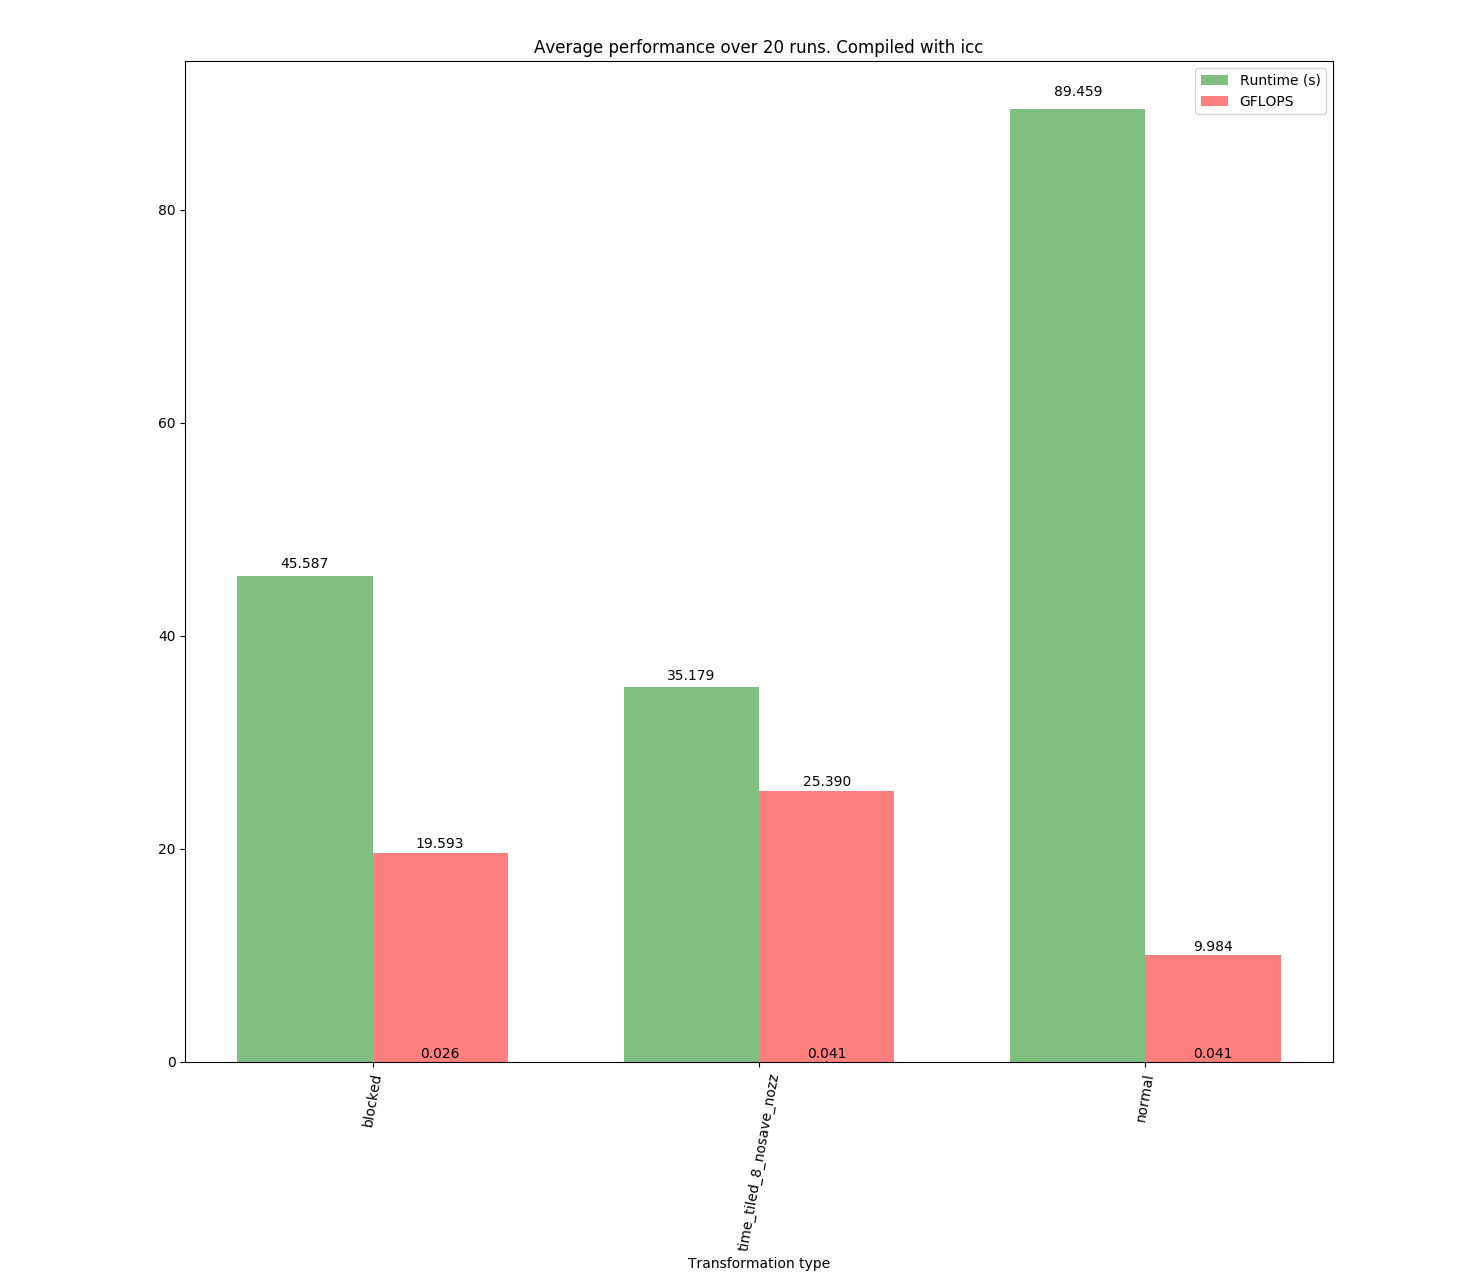 Average performance over 20 runs. Compiled with icc
Runtime (s)
GFLOPS
89.459
80
60
45.587
40
35.179
25.390
19.593
20
9.984
0.026
0.041
0.041
0
blocked
time_tiled_8_nosave_nozz
normal
Transformation type